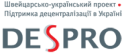 Швейцарсько-український проект •
Підтримка децентралізації в Україні
DESPRO